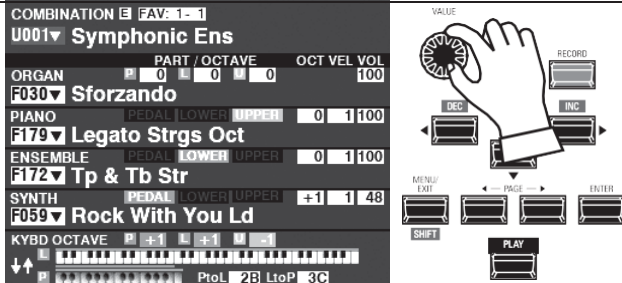 COMBINATION E FAV: 1- 1
U001▼ Symphonic Ens
PART / OCTAVE OCT VEL VOL
ORGAN P 0 L 0 U 0 100
F030▼ Sforzando
PIANO PEDAL LOWER UPPER 0 1 100
F179▼ Legato Strgs Oct
ENSEMBLE PEDAL LOWER UPPER 0 1 100
F172▼ Tp & Tb Str
SYNTH PEDAL LOWER UPPER +1 1 48
F059▼ Rock With You Ld
KYBD OCTAVE P +1 L +1 U -1
L
P PtoL 2B LtoP 3C
VALUE
RECORD
DEC INC
MENU/
EXIT PAGE ENTER
SHIFT
PLAY